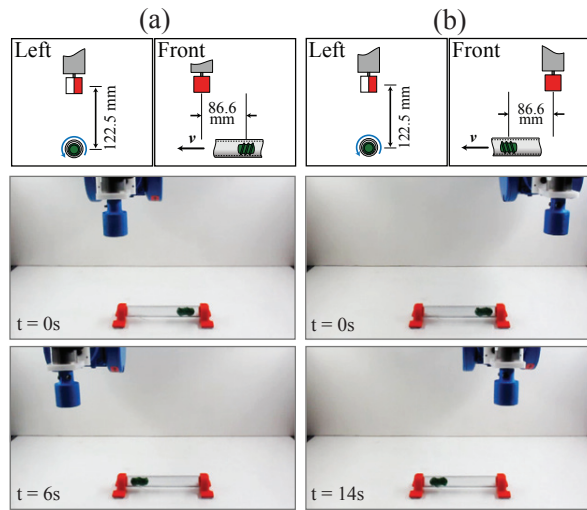 (a)
(b)
Left
Front
Left
Front
122.5 mm
86.6
mm
v
122.5 mm
86.6
mm
v
t = 0s
t = 0s
t = 6s
t = 14s